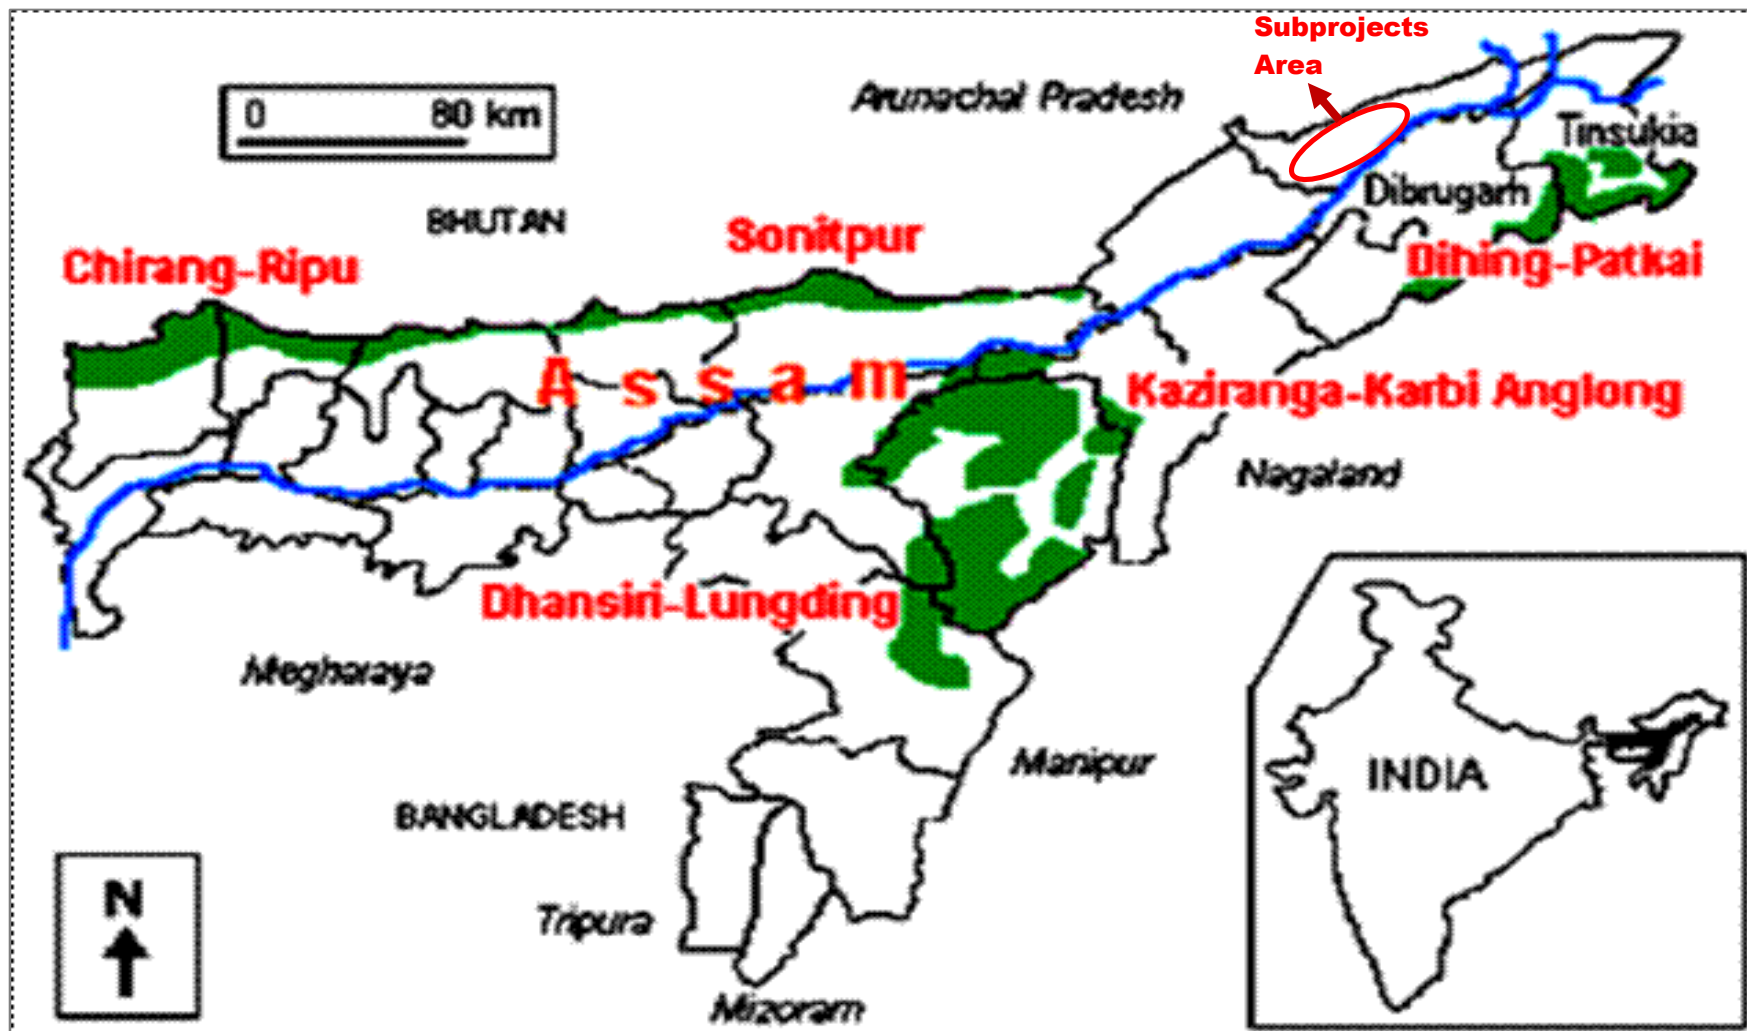 Subprojects
Area
0 80 km
Arunachal Pradesh
Tinsukia
Dibrugarh
BHUTAN
Sonitpur
Chirang-Ripu
Dihing-Patkai
Assam
Kaziranga-Karbi Anglong
Nagaland
Dhansiri-Lungding
Megharaya
Manipur
INDIA
BANGLADESH
N
Tripura
Mizoram